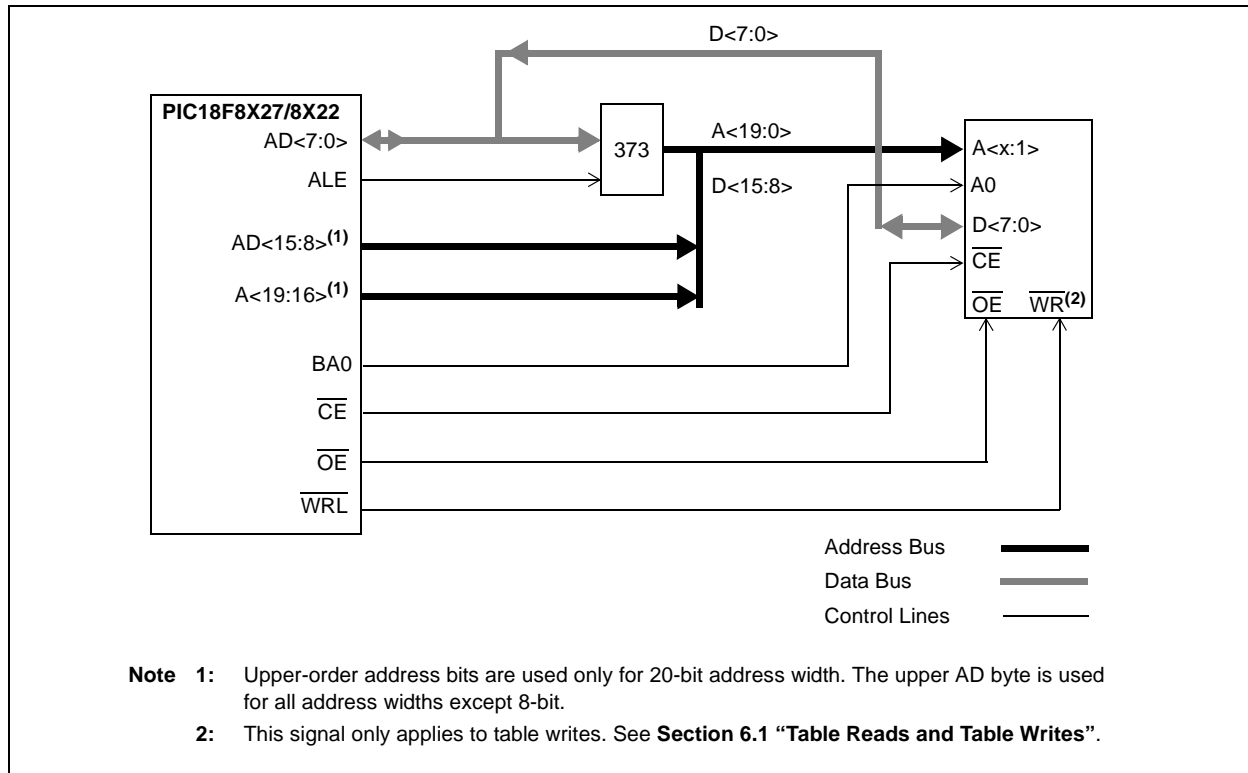 D<7:0>
PIC18F8X27/8X22
AD<7:0>
373
A<19:0>
A<x:1>
ALE
D<15:8>
A0
AD<15:8>(1)
D<7:0>
CE
A<19:16>(1)
OE WR(2)
BA0
CE
OE
WRL
Address Bus
Data Bus
Control Lines
Note 1: Upper-order address bits are used only for 20-bit address width. The upper AD byte is used
for all address widths except 8-bit.
2: This signal only applies to table writes. See Section 6.1 “Table Reads and Table Writes”.